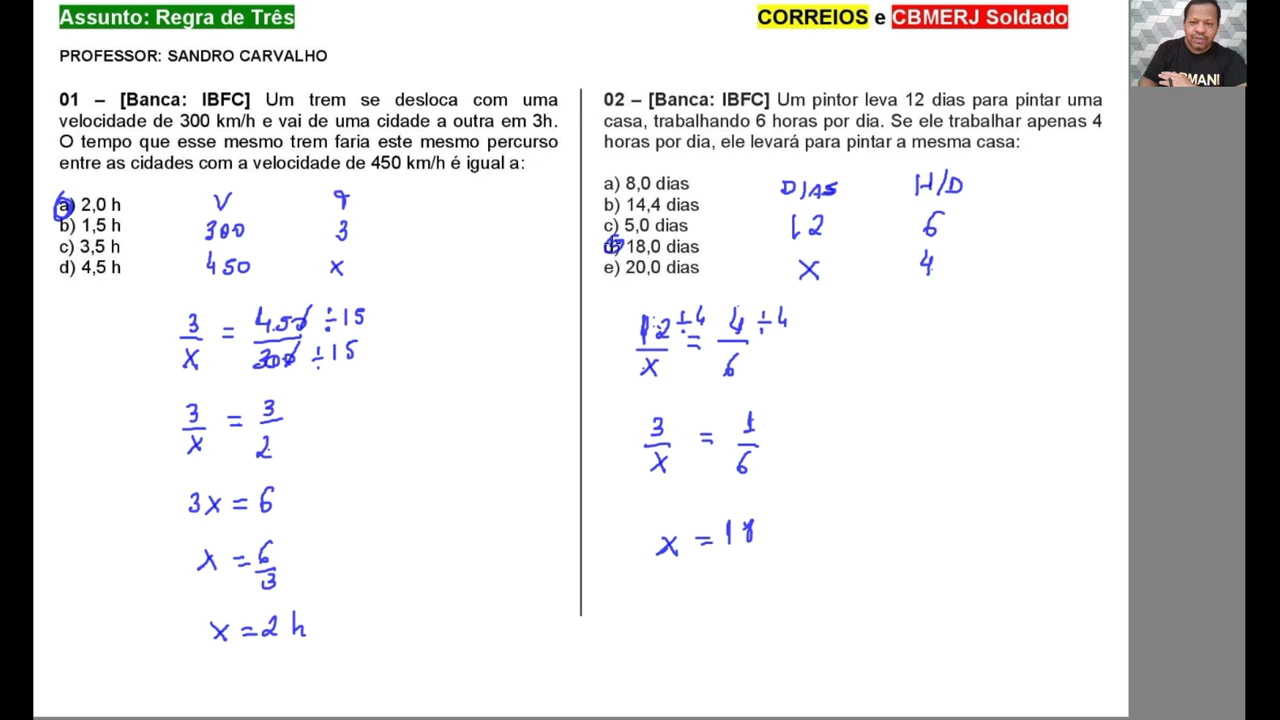 Assunto: Regra de Três
CORREIOS e CBMERJ Soldado
PROFESSOR: SANDRO CARVALHO
01 – [Banca: IBFC] Um trem se desloca com uma
velocidade de 300 km/h e vai de uma cidade a outra em 3h.
O tempo que esse mesmo trem faria este mesmo percurso
entre as cidades com a velocidade de 450 km/h é igual a:
a) 2,0 h
b) 1,5 h
c) 3,5 h
d) 4,5 h
V T
300 3
450 x
3/x = 450 ÷15/300 ÷15
3/x = 3/2
3x = 6
x = 6/3
x = 2 h
02 – [Banca: IBFC] Um pintor leva 12 dias para pintar uma
casa, trabalhando 6 horas por dia. Se ele trabalhar apenas 4
horas por dia, ele levará para pintar a mesma casa:
a) 8,0 dias
b) 14,4 dias
c) 5,0 dias
d) 18,0 dias
e) 20,0 dias
DIAS H/D
12 6
x 4
12 ÷4/x = 4 ÷4/6
3/x = 1/6
x = 18